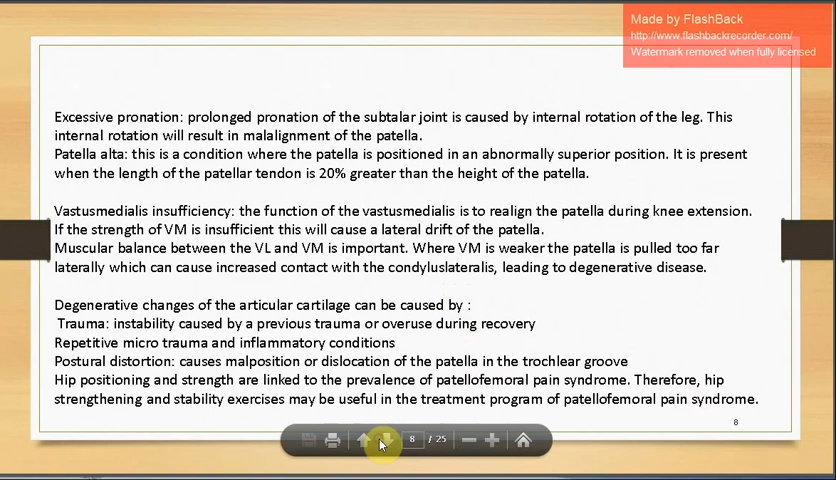 Made by FlashBack
http://www.flashbackrecorder.com/
Watermark removed when fully licensed
Excessive pronation: prolonged pronation of the subtalar joint is caused by internal rotation of the leg. This
internal rotation will result in malalignment of the patella.
Patella alta: this is a condition where the patella is positioned in an abnormally superior position. It is present
when the length of the patellar tendon is 20% greater than the height of the patella.
Vastusmedialis insufficiency: the function of the vastusmedialis is to realign the patella during knee extension.
If the strength of VM is insufficient this will cause a lateral drift of the patella.
Muscular balance between the VL and VM is important. Where VM is weaker the patella is pulled too far
laterally which can cause increased contact with the condyluslateralis, leading to degenerative disease.
Degenerative changes of the articular cartilage can be caused by :
Trauma: instability caused by a previous trauma or overuse during recovery
Repetitive micro trauma and inflammatory conditions
Postural distortion: causes malposition or dislocation of the patella in the trochlear groove
Hip positioning and strength are linked to the prevalence of patellofemoral pain syndrome. Therefore, hip
strengthening and stability exercises may be useful in the treatment program of patellofemoral pain syndrome.
8
8 / 25